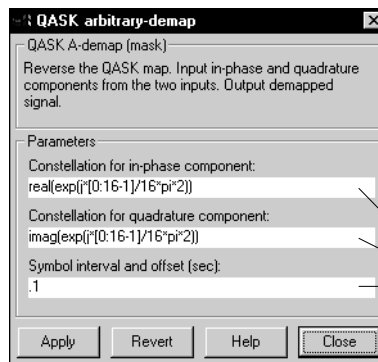 QASK arbitrary-demap
QASK A-demap (mask)
Reverse the QASK map. Input in-phase and quadrature
components from the two inputs. Output demapped
signal.
Parameters
Constellation for in-phase component:
real(exp(j*[0:16-1]/16*pi*2))
Constellation for quadrature component:
imag(exp(j*[0:16-1]/16*pi*2))
Symbol interval and offset (sec):
.1
Apply Revert Help Close